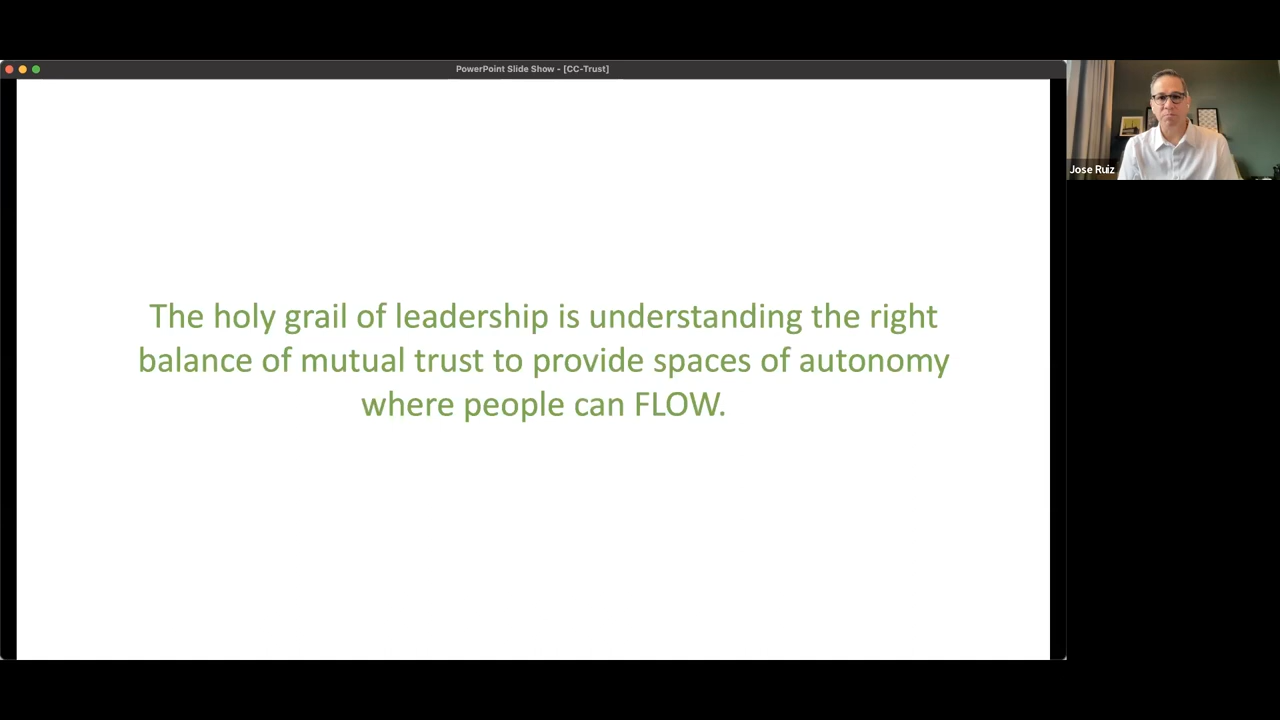 PowerPoint Slide Show - [CC-Trust]
The holy grail of leadership is understanding the right
balance of mutual trust to provide spaces of autonomy
where people can FLOW.
Jose Ruiz